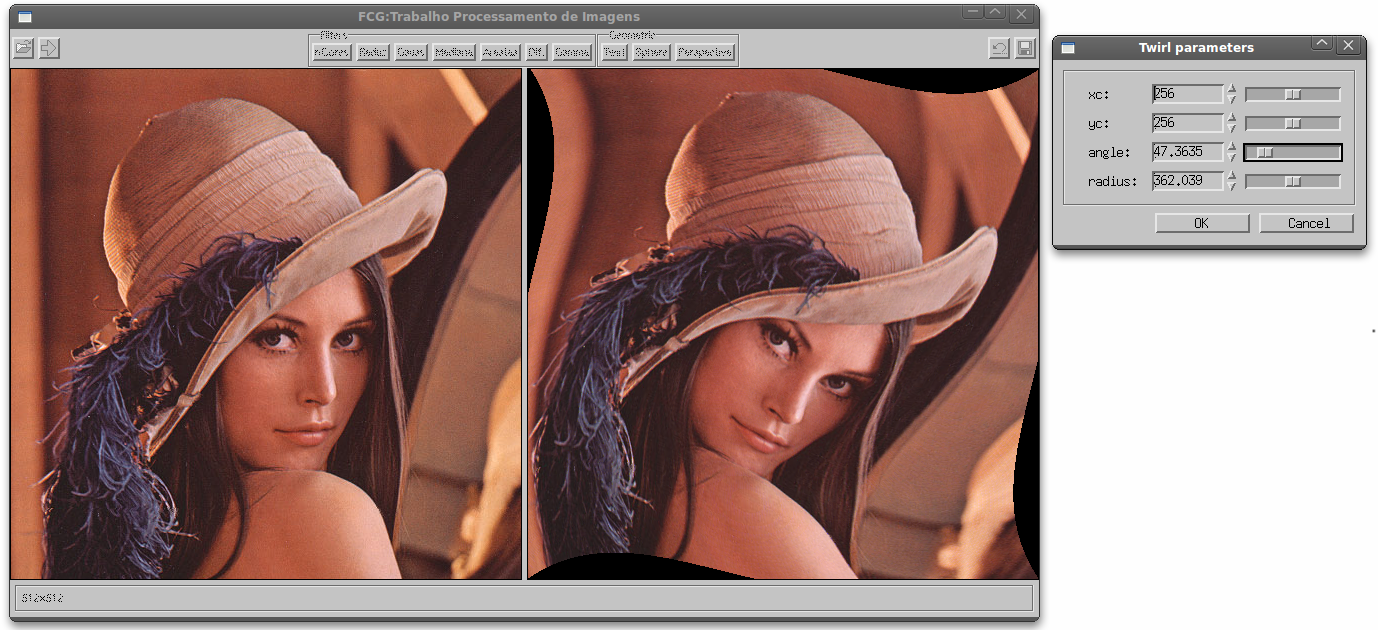 FCG:Trabalho Processamento de Imagens
Filters
nCores Reduz Gauss Mediana Arestas Dif. Gamma
Geometric
Twirl Sphere Perspective
512x512
Twirl parameters
xc: 256
yc: 256
angle: 47.3635
radius: 362.039
OK Cancel